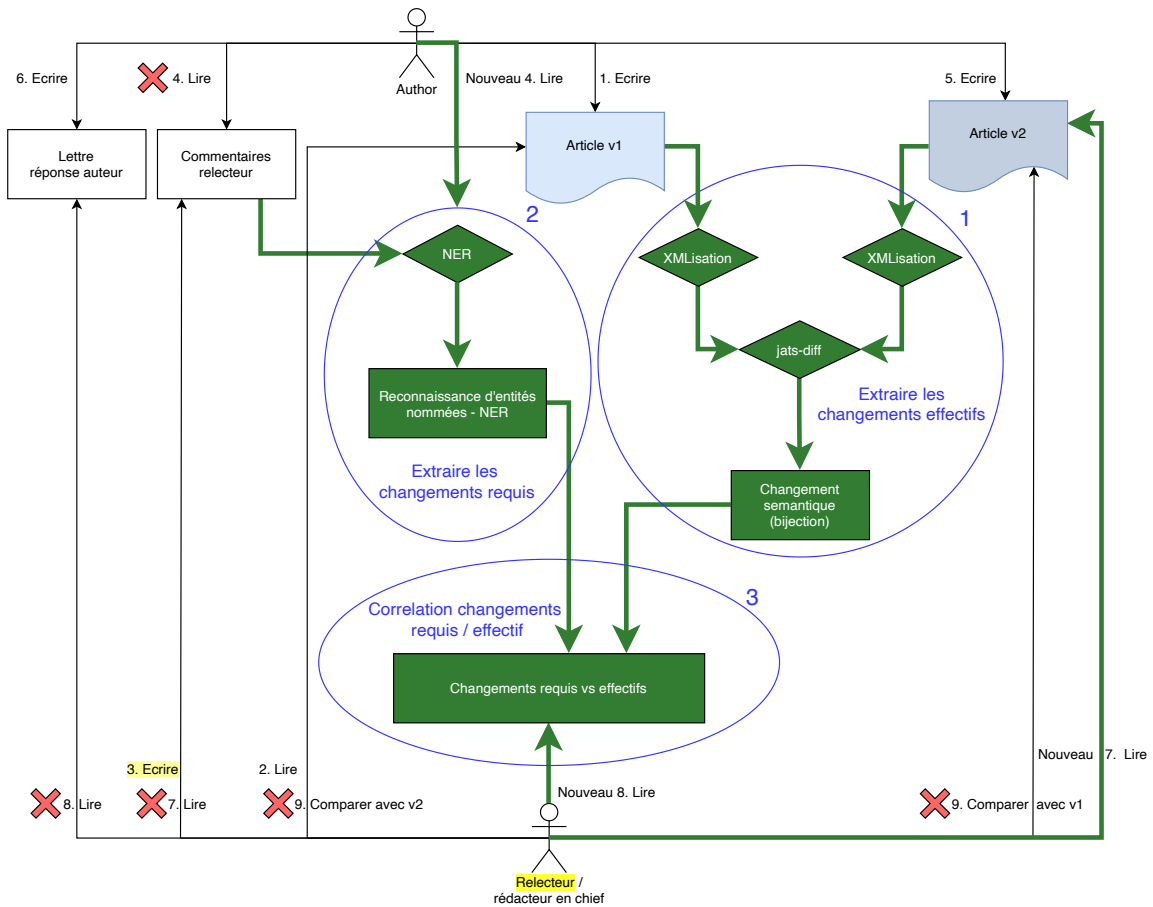 6. Ecrire
4. Lire
Author
Nouveau 4. Lire
1. Ecrire
5. Ecrire
Lettre
réponse auteur
Commentaires
relecteur
Article v1
Article v2
2
1
NER
XMLisation
XMLisation
jats-diff
Reconnaissance d'entités
nommées - NER
Extraire les
changements effectifs
Extraire les
changements requis
Changement
semantique
(bijection)
3
Correlation changements
requis / effectif
Changements requis vs effectifs
3. Ecrire
2. Lire
Nouveau 7. Lire
8. Lire
7. Lire
9. Comparer avec v2
Nouveau 8. Lire
9. Comparer avec v1
Relecteur /
rédacteur en chief